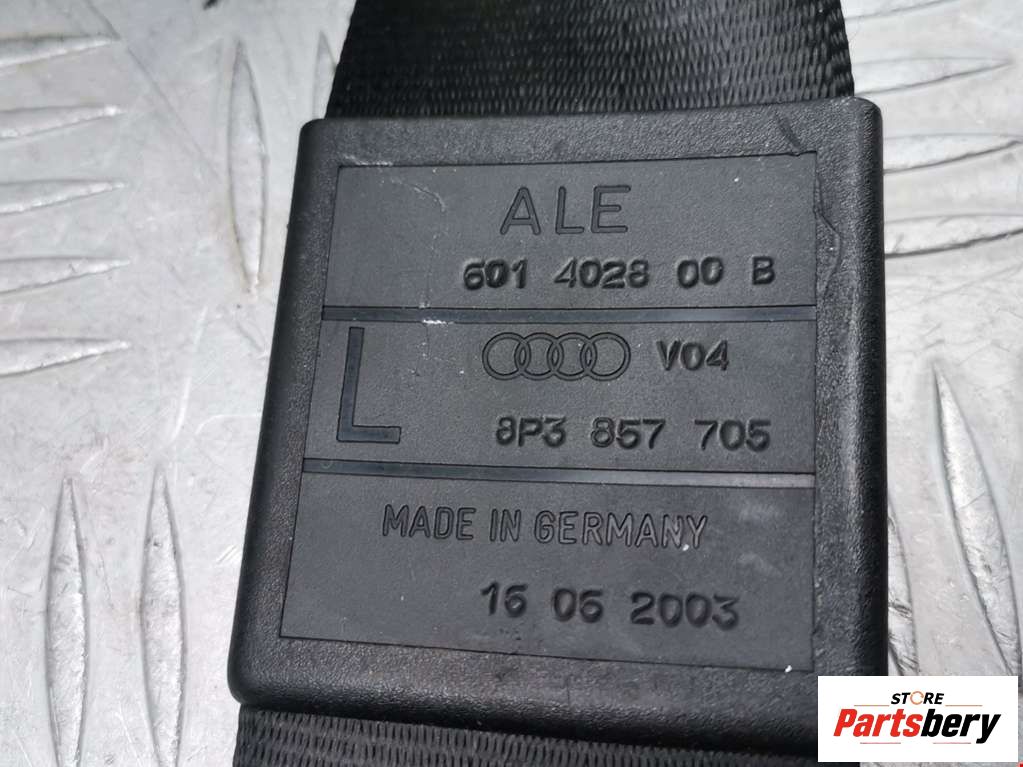 ALE
601 4028 00 B
L
V04
8P3 857 705
MADE IN GERMANY
16 06 2003
STORE
Partsbery